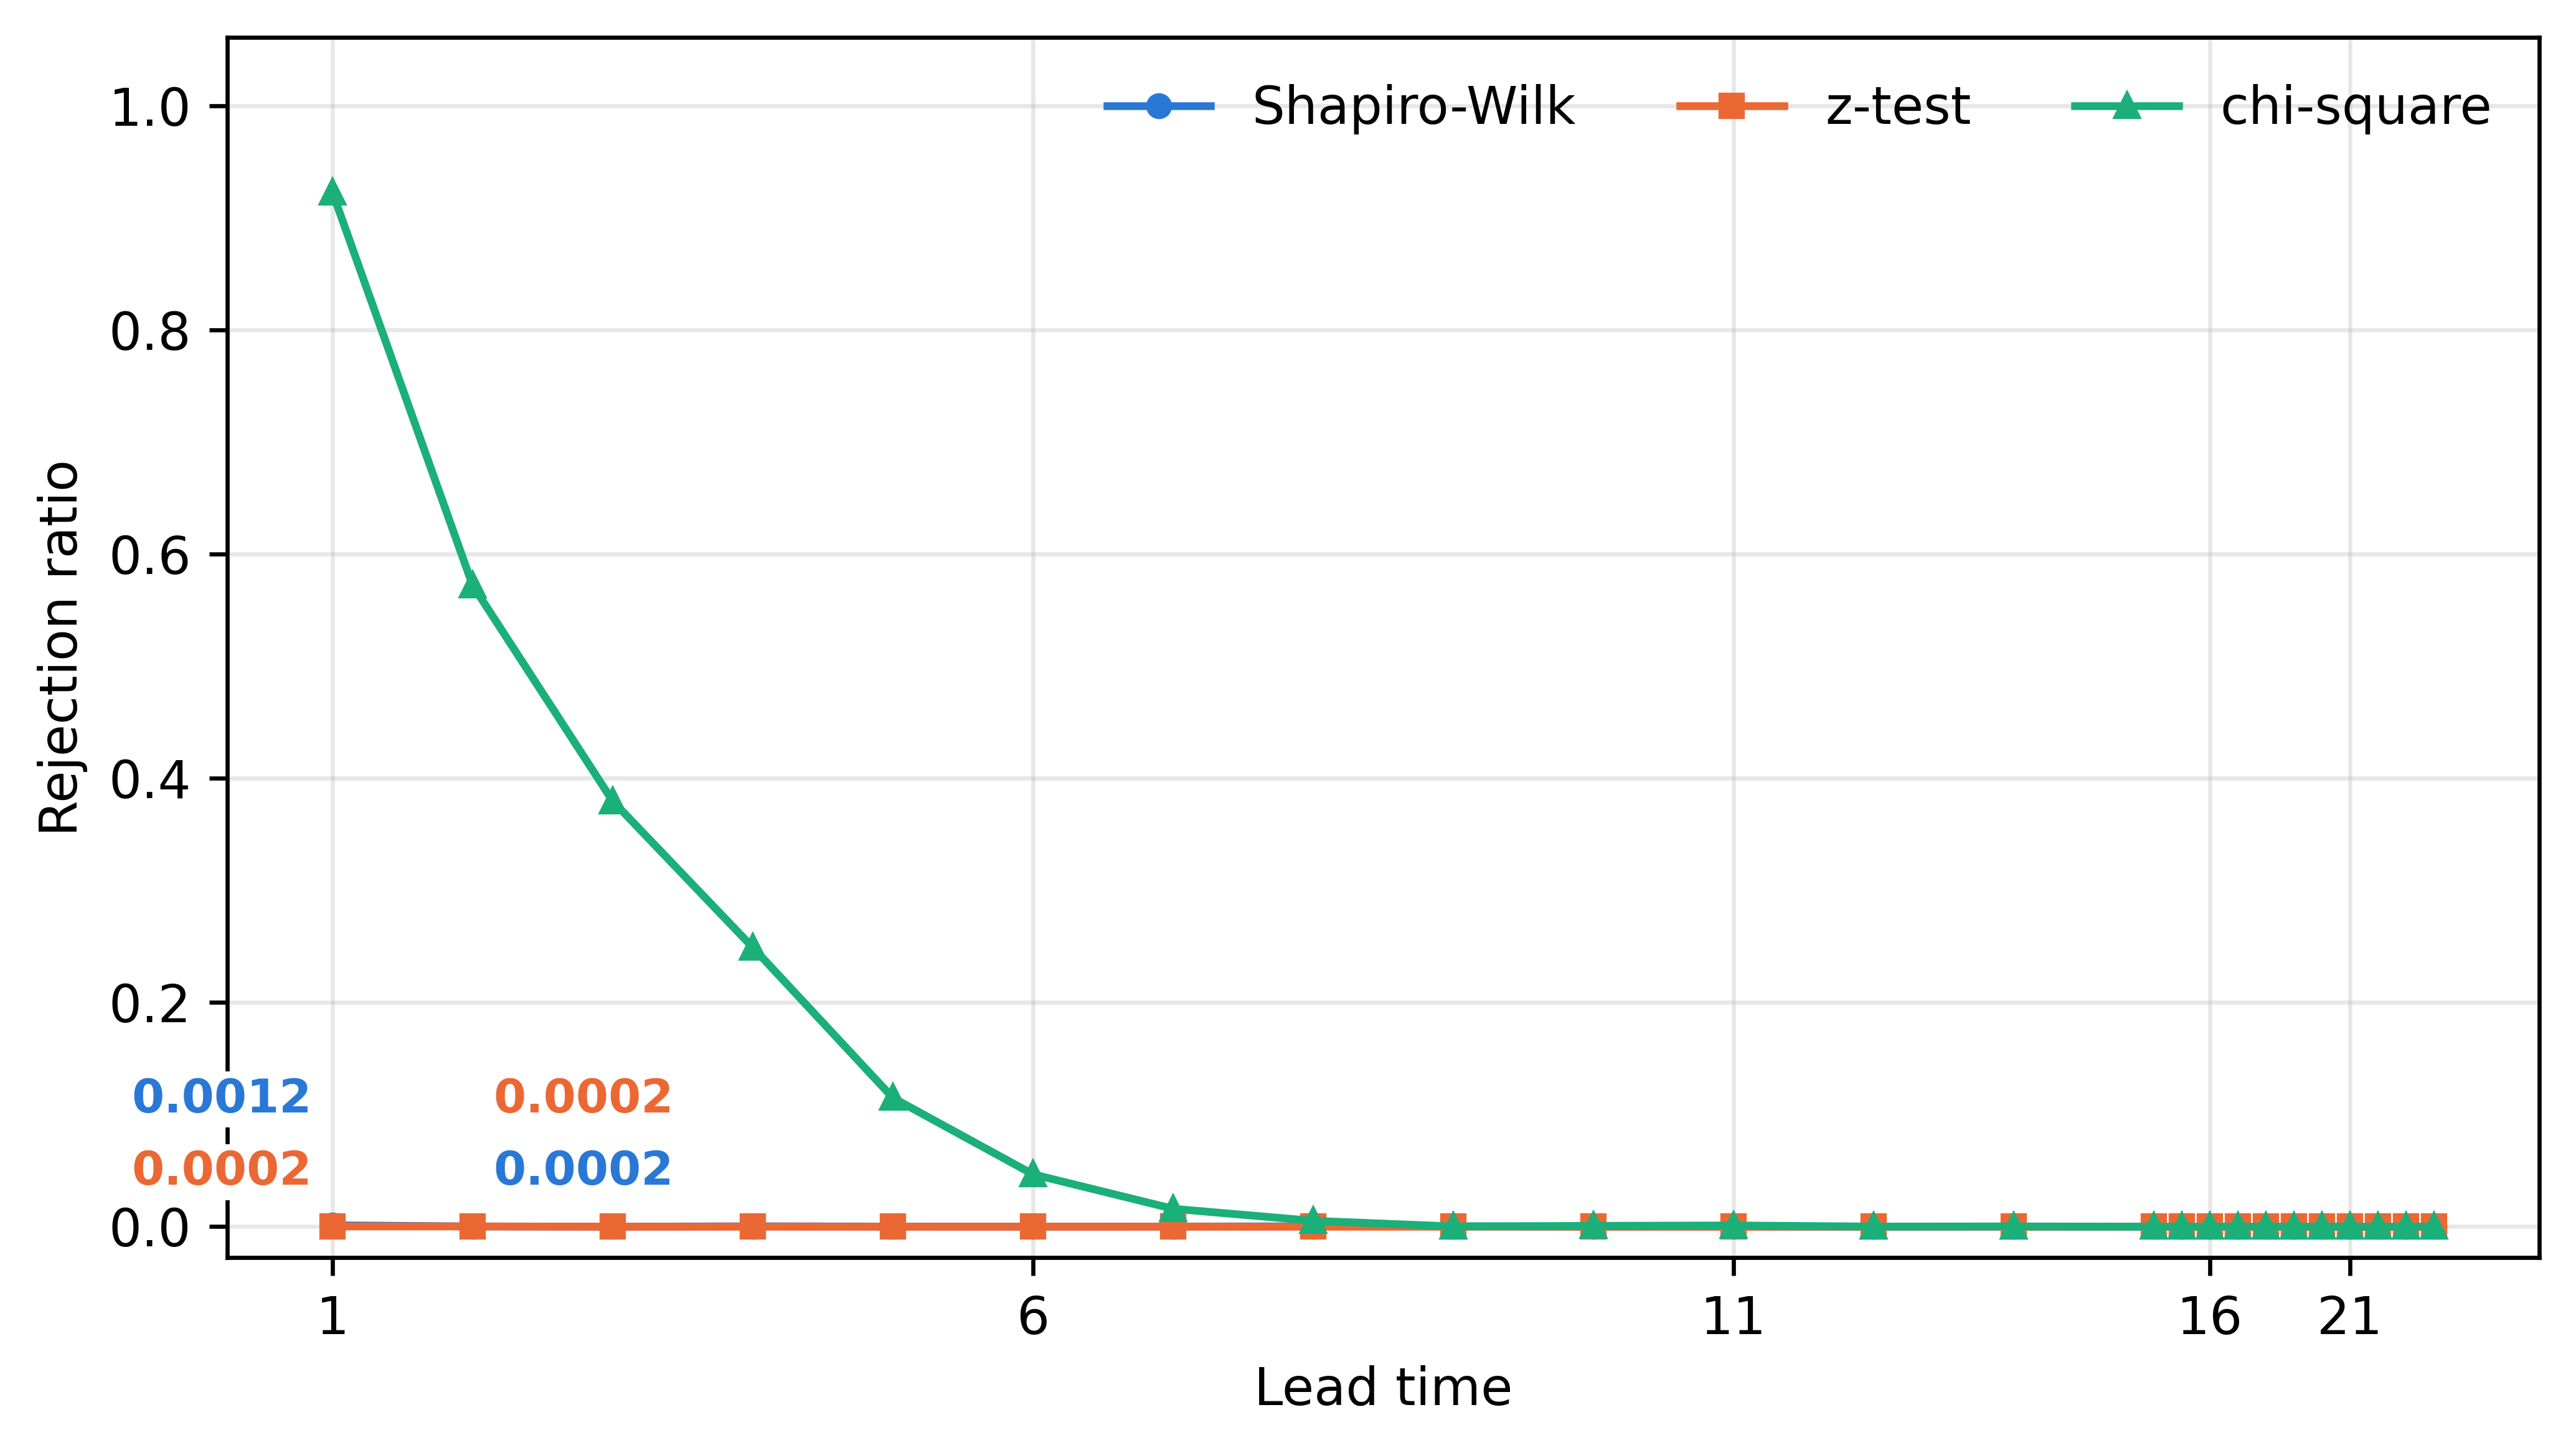 Shapiro-Wilk z-test chi-square
1.0
0.8
0.6
0.4
0.2
0.0
Rejection ratio
0.0012 0.0002
0.0002 0.0002
1 6 11 16 21
Lead time